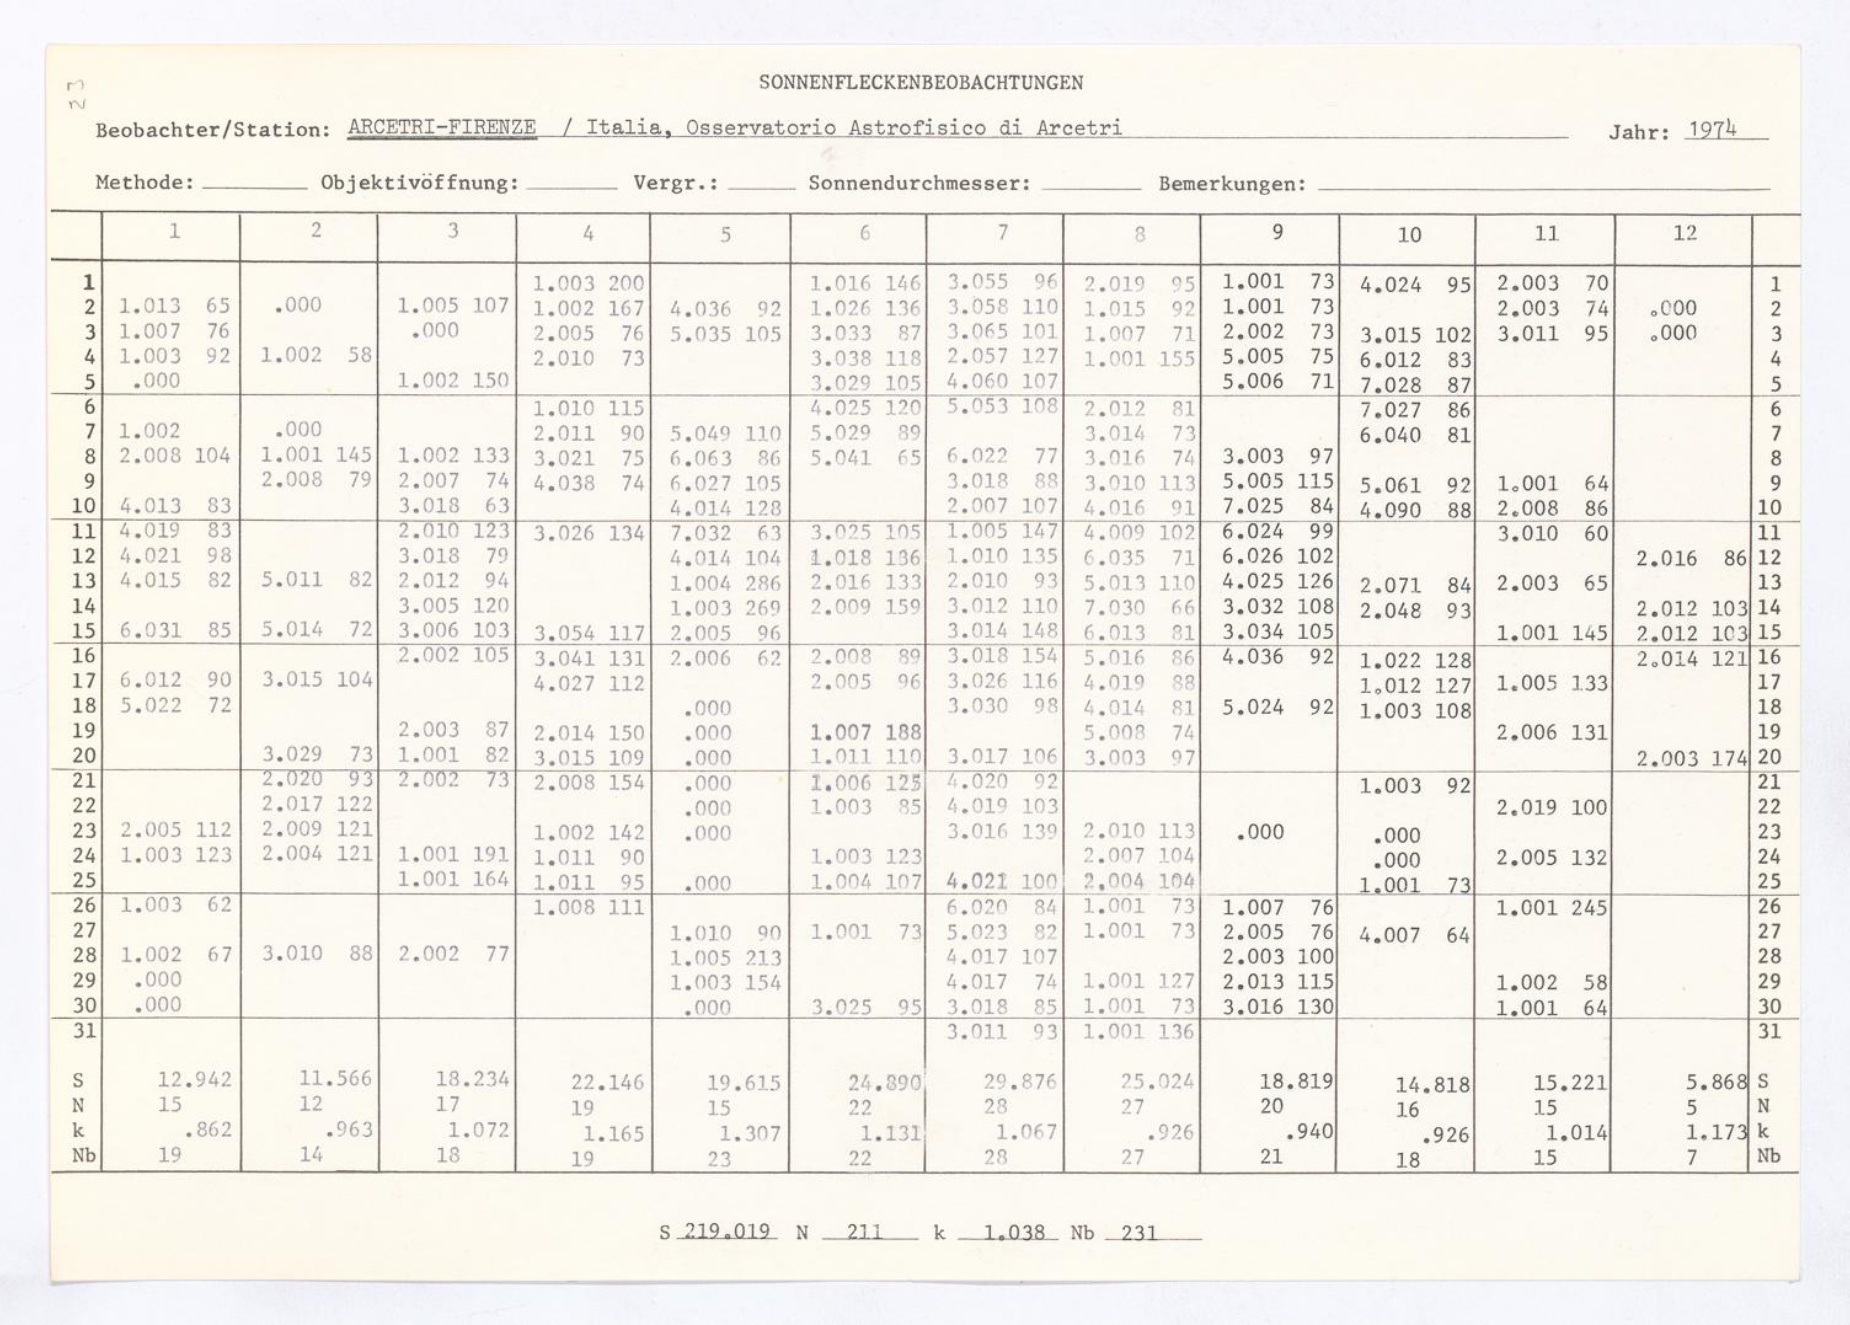 23
SONNENFLECKENBEOBACHTUNGEN
Beobachter/Station: ARCETRI-FIRENZE / Italia, Osservatorio Astrofisico di Arcetri Jahr: 1974
Methode: Objektivöffnung: Vergr.: Sonnendurchmesser: Bemerkungen:
1 2 3 4 5 6 7 8 9 10 11 12
1 1.003 200 1.016 146 3.055 96 2.019 95 1.001 73 4.024 95 2.003 70 1
2 1.013 65 .000 1.005 107 1.002 167 4.036 92 1.026 136 3.058 110 1.015 92 1.001 73 2.003 74 .000 2
3 1.007 76 .000 2.005 76 5.035 105 3.033 87 3.065 101 1.007 71 2.002 73 3.015 102 3.011 95 .000 3
4 1.003 92 1.002 58 2.010 73 3.038 118 2.057 127 1.001 155 5.005 75 6.012 83 4
5 .000 1.002 150 3.029 105 4.060 107 5.006 71 7.028 87 5
6 1.010 115 4.025 120 5.053 108 2.012 81 7.027 86 6
7 1.002 .000 2.011 90 5.049 110 5.029 89 3.014 73 6.040 81 7
8 2.008 104 1.001 145 1.002 133 3.021 75 6.063 86 5.041 65 6.022 77 3.016 74 3.003 97 8
9 2.008 79 2.007 74 4.038 74 6.027 105 3.018 88 3.010 113 5.005 115 5.061 92 1.001 64 9
10 4.013 83 3.018 63 4.014 128 2.007 107 4.016 91 7.025 84 4.090 88 2.008 86 10
11 4.019 83 2.010 123 3.026 134 7.032 63 3.025 105 1.005 147 4.009 102 6.024 99 3.010 60 11
12 4.021 98 3.018 79 4.014 104 1.018 136 1.010 135 6.035 71 6.026 102 2.016 86 12
13 4.015 82 5.011 82 2.012 94 1.004 286 2.016 133 2.010 93 5.013 110 4.025 126 2.071 84 2.003 65 13
14 3.005 120 1.003 269 2.009 159 3.012 110 7.030 66 3.032 108 2.048 93 2.012 103 14
15 6.031 85 5.014 72 3.006 103 3.054 117 2.005 96 3.014 148 6.013 81 3.034 105 1.001 145 2.012 103 15
16 2.002 105 3.041 131 2.006 62 2.008 89 3.018 154 5.016 86 4.036 92 1.022 128 2.014 121 16
17 6.012 90 3.015 104 4.027 112 2.005 96 3.026 116 4.019 88 1.012 127 1.005 133 17
18 5.022 72 .000 3.030 98 4.014 81 5.024 92 1.003 108 18
19 2.003 87 2.014 150 .000 1.007 188 5.008 74 2.006 131 19
20 3.029 73 1.001 82 3.015 109 .000 1.011 110 3.017 106 3.003 97 2.003 174 20
21 2.020 93 2.002 73 2.008 154 .000 1.006 125 4.020 92 1.003 92 21
22 2.017 122 .000 1.003 85 4.019 103 2.019 100 22
23 2.005 112 2.009 121 1.002 142 .000 3.016 139 2.010 113 .000 .000 23
24 1.003 123 2.004 121 1.001 191 1.011 90 1.003 123 2.007 104 .000 2.005 132 24
25 1.001 164 1.011 95 .000 1.004 107 4.021 100 2.004 104 1.001 73 25
26 1.003 62 1.008 111 6.020 84 1.001 73 1.007 76 1.001 245 26
27 1.010 90 1.001 73 5.023 82 1.001 73 2.005 76 4.007 64 27
28 1.002 67 3.010 88 2.002 77 1.005 213 4.017 107 2.003 100 28
29 .000 1.003 154 4.017 74 1.001 127 2.013 115 1.002 58 29
30 .000 .000 3.025 95 3.018 85 1.001 73 3.016 130 1.001 64 30
31 3.011 93 1.001 136 31
S 12.942 11.566 18.234 22.146 19.615 24.890 29.876 25.024 18.819 14.818 15.221 5.868 S
N 15 12 17 19 15 22 28 27 20 16 15 5 N
k .862 .963 1.072 1.165 1.307 1.131 1.067 .926 .940 .926 1.014 1.173 k
Nb 19 14 18 19 23 22 28 27 21 18 15 7 Nb
S 219.019 N 211 k 1.038 Nb 231